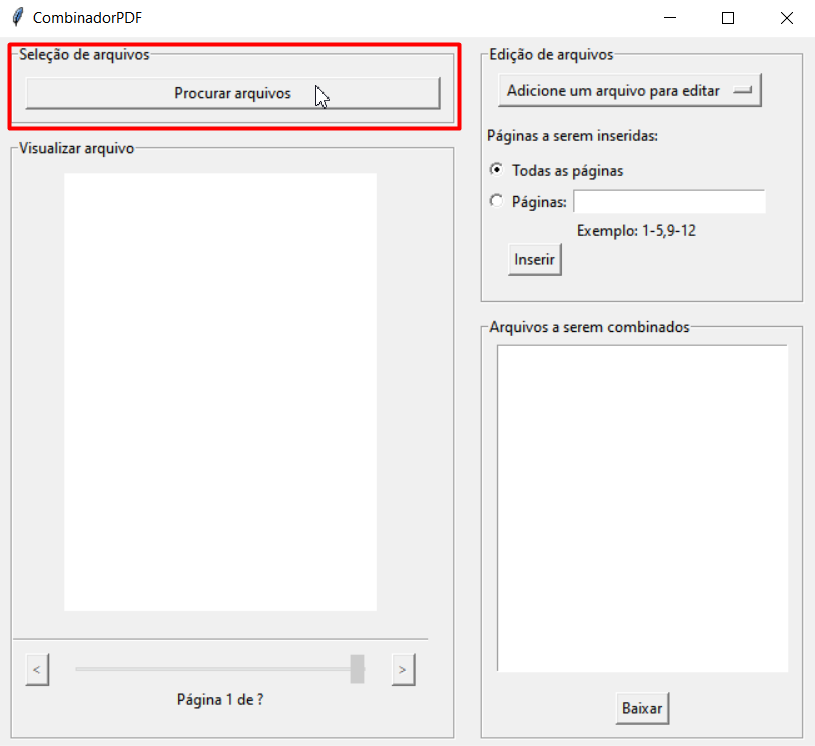 CombinadorPDF
Seleção de arquivos
Procurar arquivos
Visualizar arquivo
<
>
Página 1 de ?
Edição de arquivos
Adicione um arquivo para editar
Páginas a serem inseridas:
Todas as páginas
Páginas:
Exemplo: 1-5,9-12
Inserir
Arquivos a serem combinados
Baixar